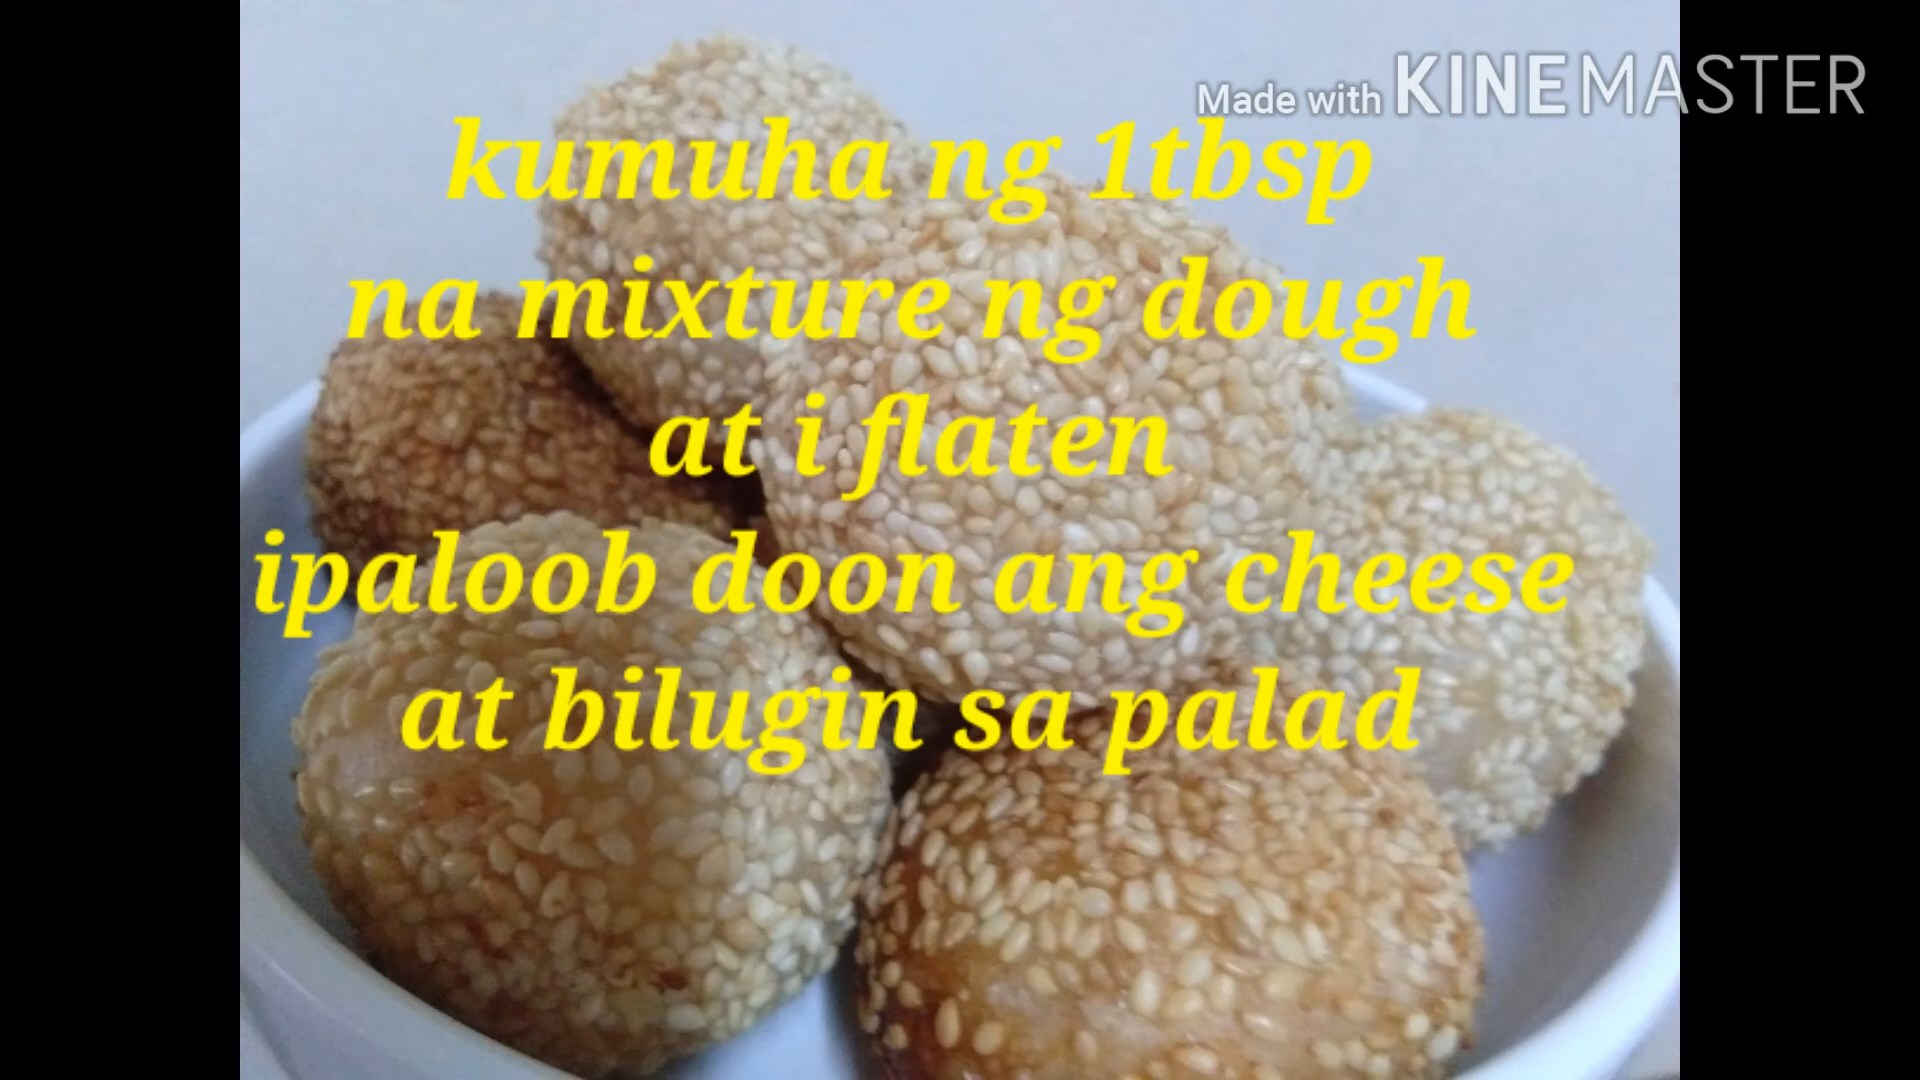 Made with KINEMASTER
kumuha ng 1tbsp
na mixture ng dough
at i flaten
ipaloob doon ang cheese
at bilugin sa palad